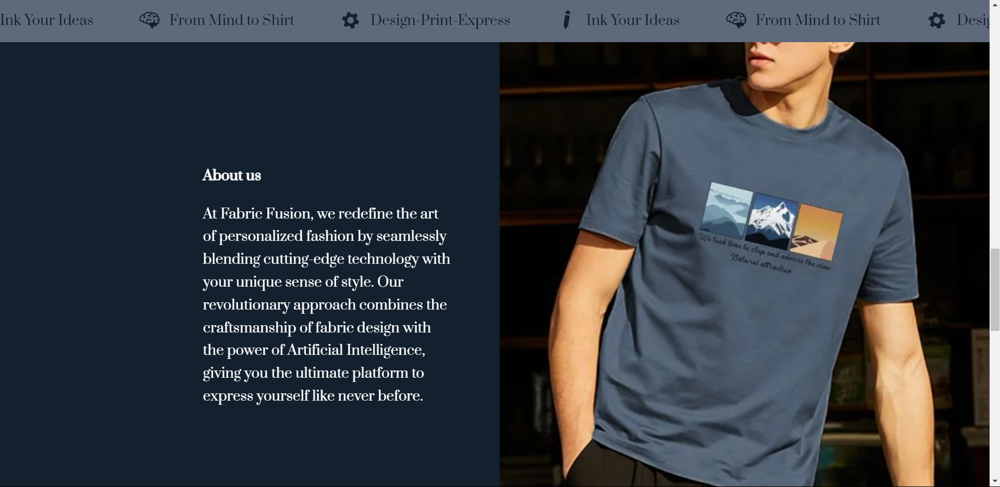 Ink Your Ideas From Mind to Shirt Design-Print-Express Ink Your Ideas From Mind to Shirt Desig
About us
At Fabric Fusion, we redefine the art
of personalized fashion by seamlessly
blending cutting-edge technology with
your unique sense of style. Our
revolutionary approach combines the
craftsmanship of fabric design with
the power of Artificial Intelligence,
giving you the ultimate platform to
express yourself like never before.
We took time to stop and admire the view
Natural attraction